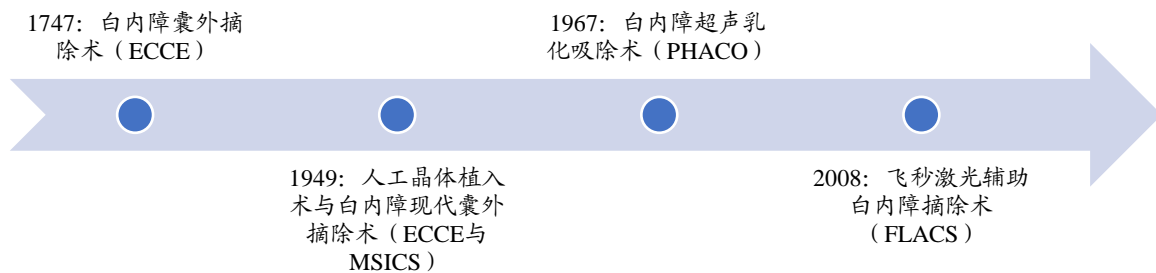 1747：白内障囊外摘
除术（ECCE）
1949：人工晶体植入
术与白内障现代囊外
摘除术（ECCE与
MSICS）
1967：白内障超声乳
化吸除术（PHACO）
2008：飞秒激光辅助
白内障摘除术
（FLACS）